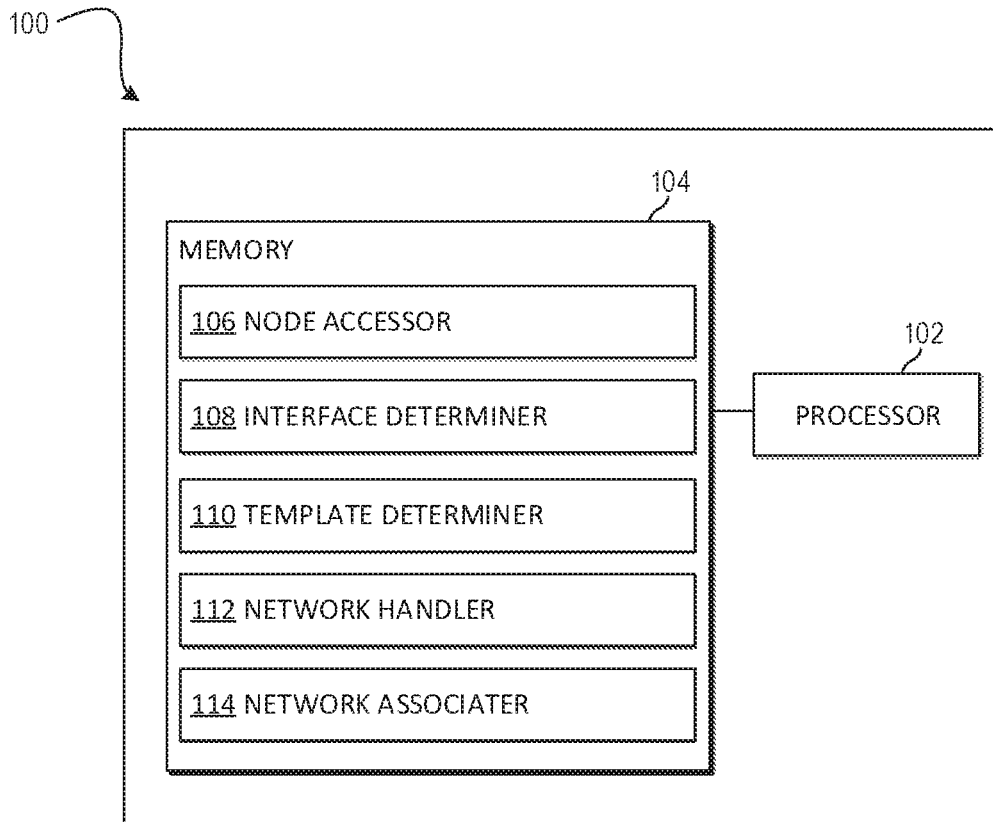 100
104
MEMORY
106 NODE ACCESSOR
102
108 INTERFACE DETERMINER
PROCESSOR
110 TEMPLATE DETERMINER
112 NETWORK HANDLER
114 NETWORK ASSOCIATER